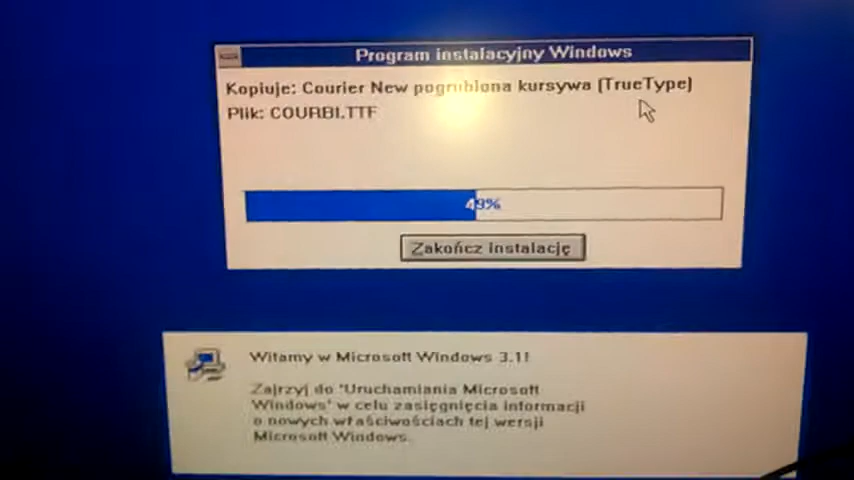 Program instalacyjny Windows
Kopiuje: Courier New pogrubiona kursywa (TrueType)
Plik: COURBI.TTF
49%
Zakończ instalację
Witamy w Microsoft Windows 3.1!
Zajrzyj do 'Uruchamiania Microsoft
Windows' w celu zasięgnięcia informacji
o nowych właściwościach tej wersji
Microsoft Windows.